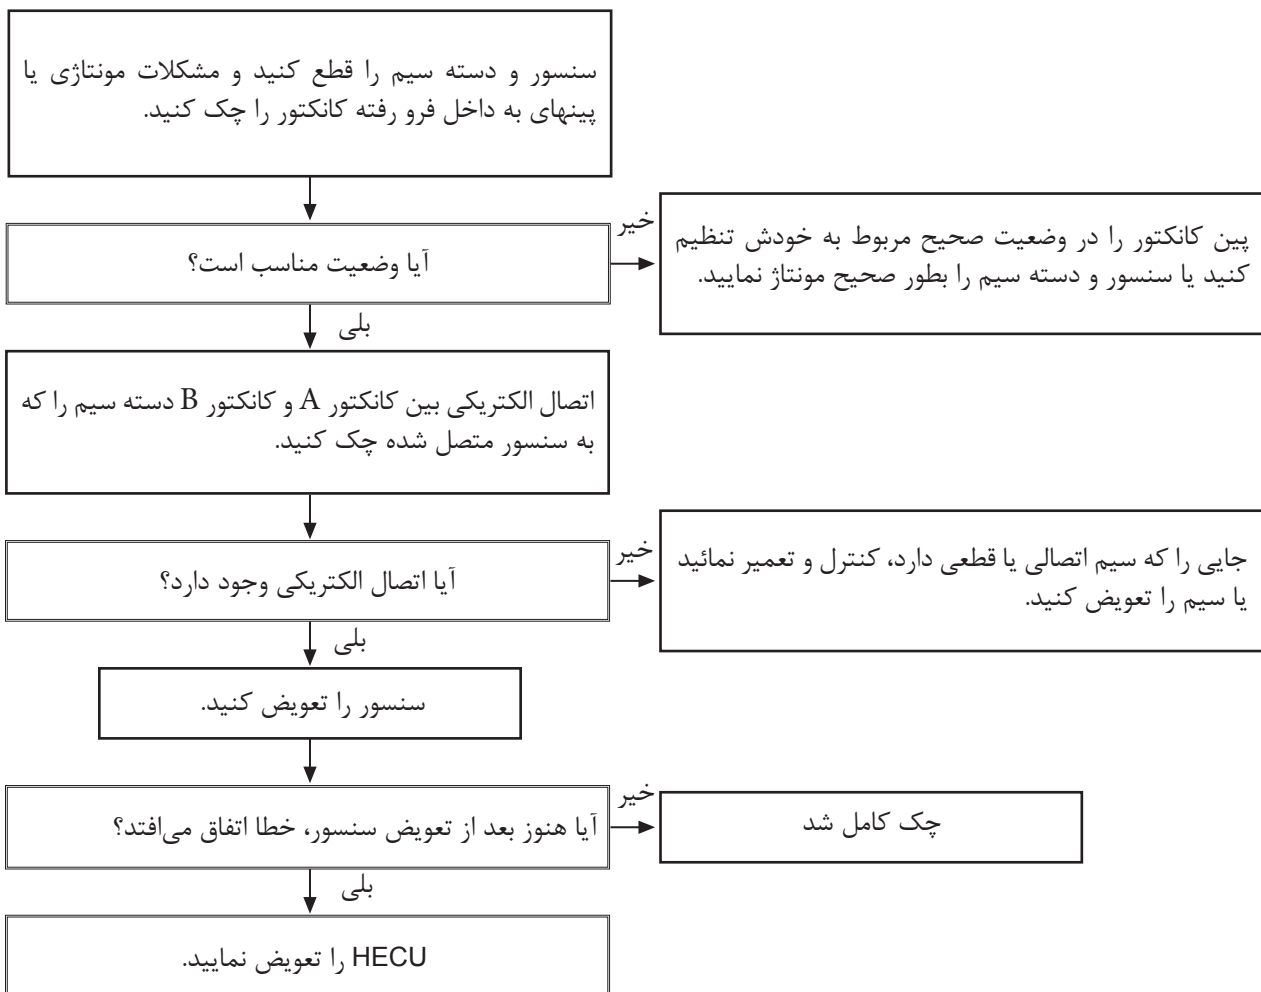 سنسور و دسته سیم را قطع کنید و مشکلات مونتاژی یا
پینهای به داخل فرو رفته کانکتور را چک کنید.
آیا وضعیت مناسب است؟
خیر
پین کانکتور را در وضعیت صحیح مربوط به خودش تنظیم
کنید یا سنسور و دسته سیم را بطور صحیح مونتاژ نمایید.
بلی
اتصال الکتریکی بین کانکتور A و کانکتور B دسته سیم را که
به سنسور متصل شده چک کنید.
آیا اتصال الکتریکی وجود دارد؟
خیر
جایی را که سیم اتصالی یا قطعی دارد، کنترل و تعمیر نمائید
یا سیم را تعویض کنید.
بلی
سنسور را تعویض کنید.
آیا هنوز بعد از تعویض سنسور، خطا اتفاق می‌افتد؟
خیر
چک کامل شد
بلی
HECU را تعویض نمایید.